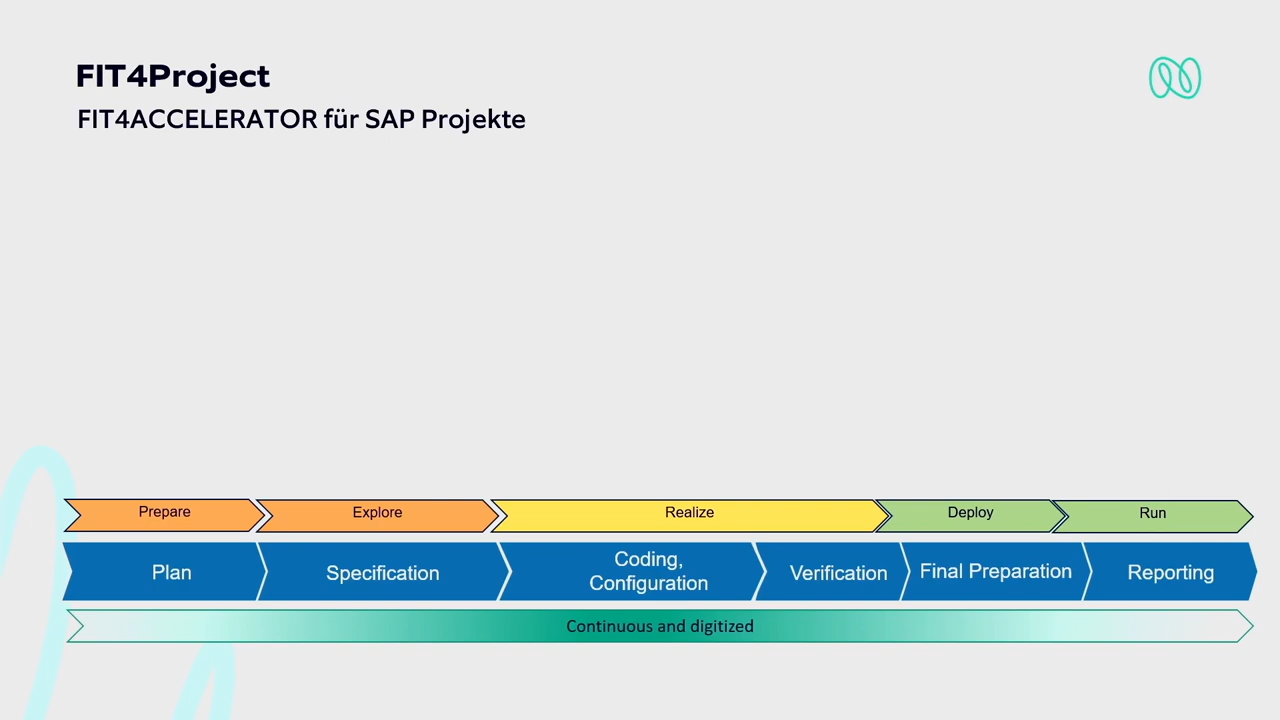 FIT4Project
FIT4ACCELERATOR für SAP Projekte
Prepare
Explore
Realize
Deploy
Run
Plan
Specification
Coding,
Configuration
Verification
Final Preparation
Reporting
Continuous and digitized